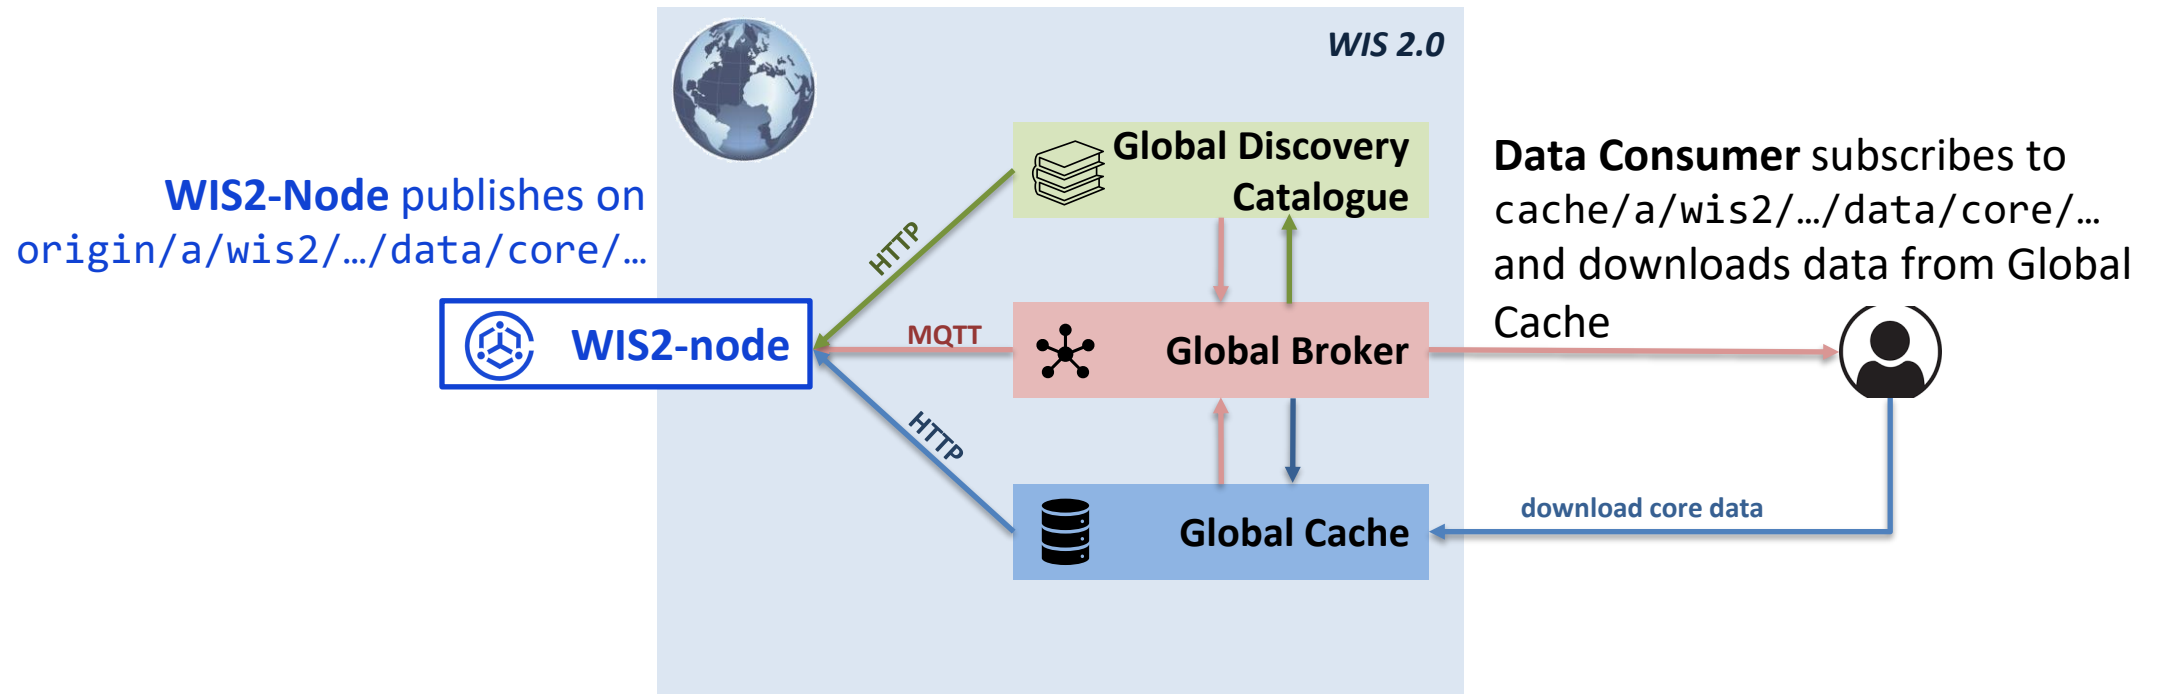 WIS 2.0
WIS2-Node publishes on
origin/a/wis2/…/data/core/…
WIS2-node
HTTP
MQTT
HTTP
Global Discovery
Catalogue
Global Broker
Global Cache
Data Consumer subscribes to
cache/a/wis2/…/data/core/…
and downloads data from Global
Cache
download core data